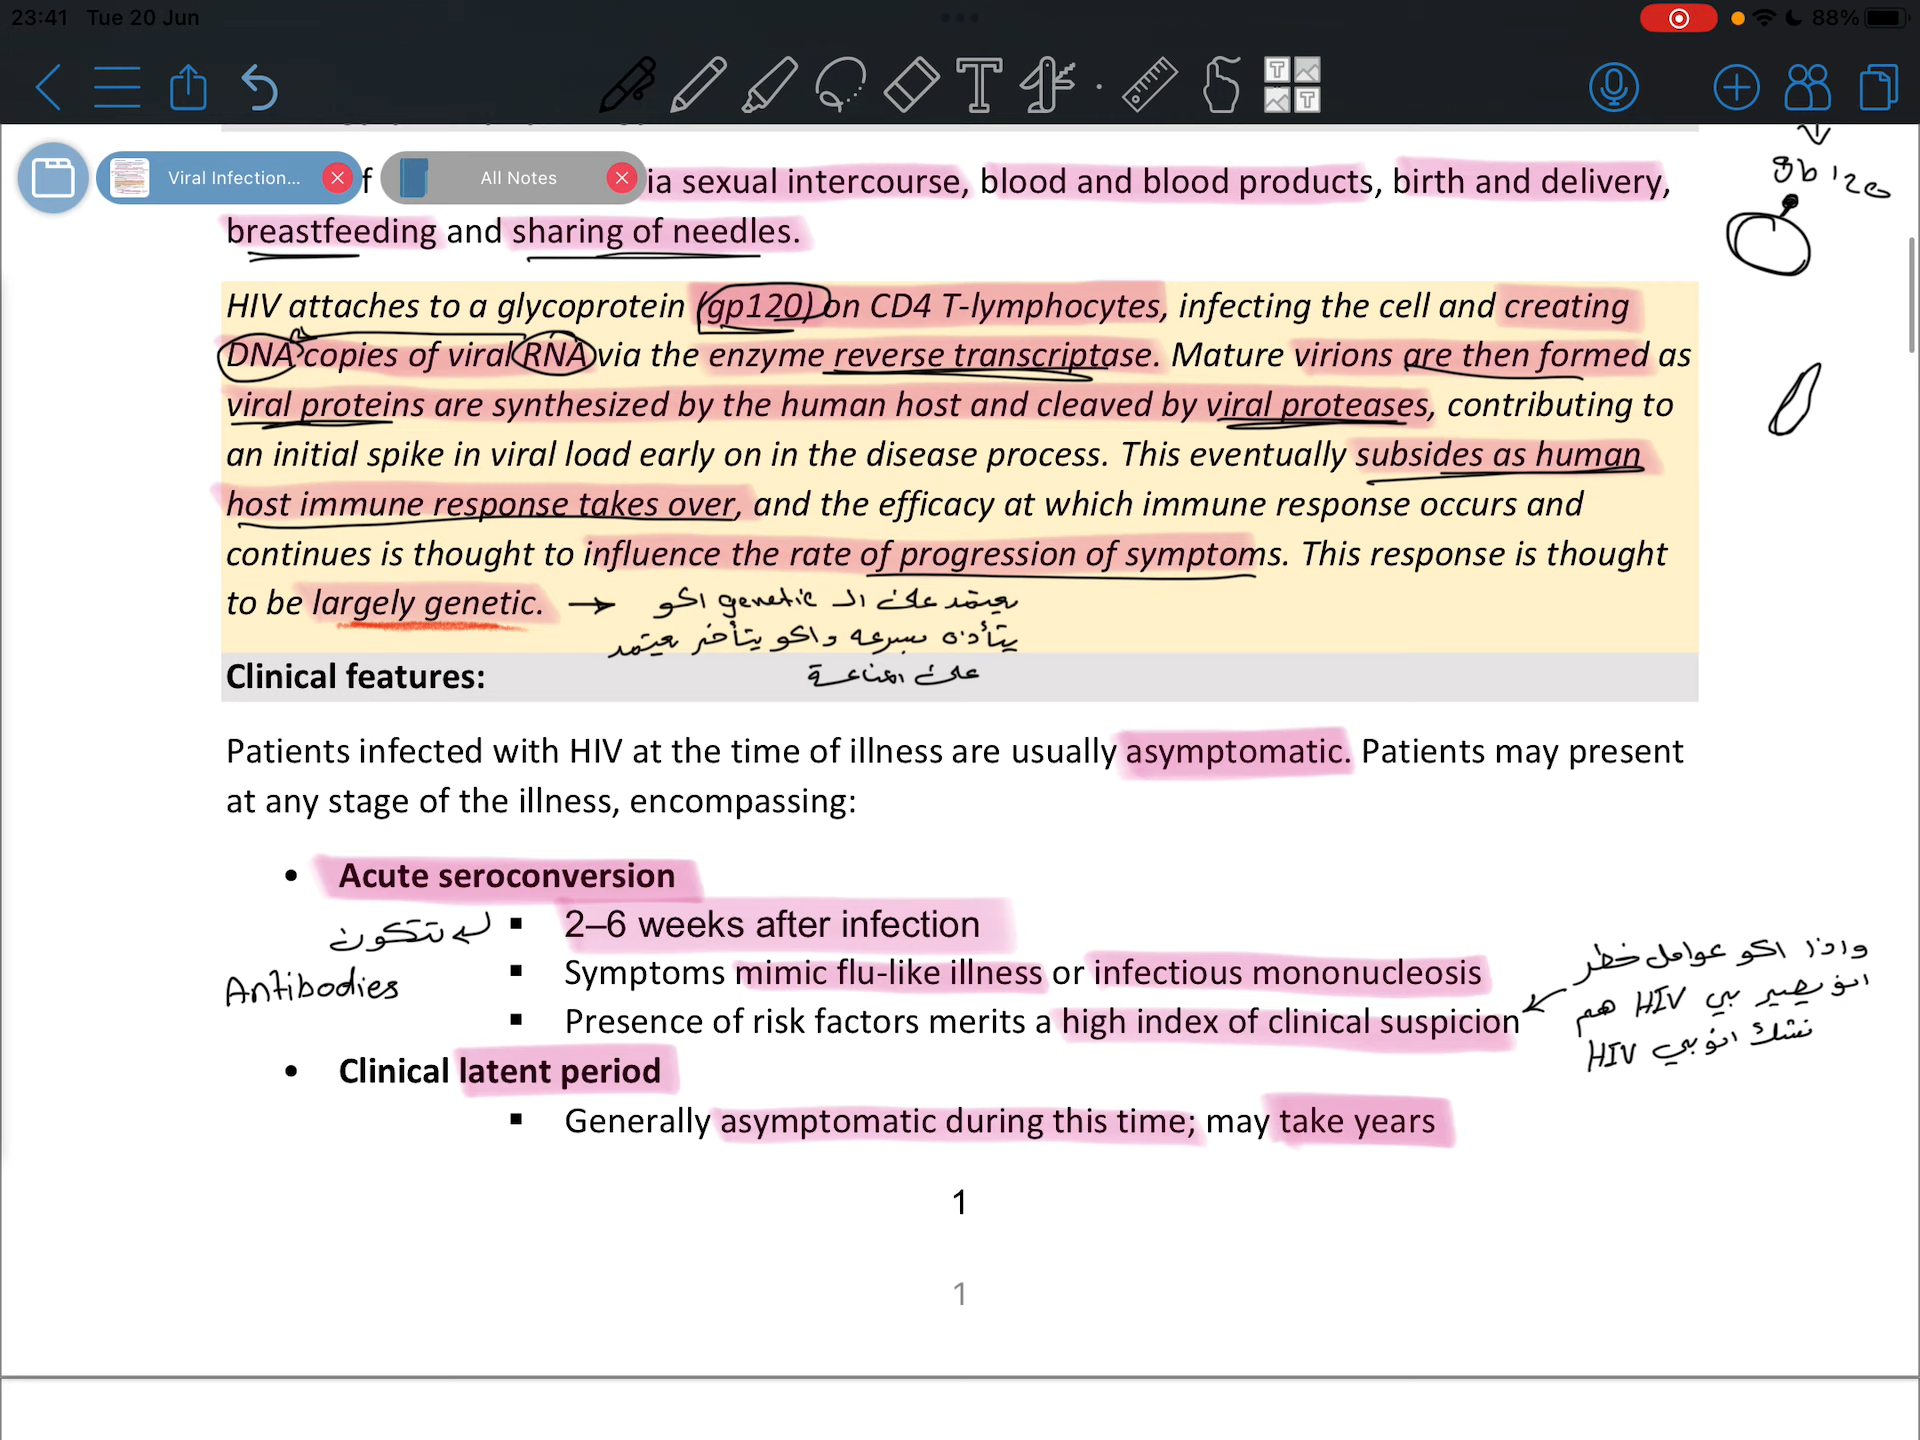 23:41 Tue 20 Jun
88%
Viral Infection...
All Notes
f ia sexual intercourse, blood and blood products, birth and delivery,
breastfeeding and sharing of needles.
HIV attaches to a glycoprotein (gp120) on CD4 T-lymphocytes, infecting the cell and creating
DNA copies of viral RNA via the enzyme reverse transcriptase. Mature virions are then formed as
viral proteins are synthesized by the human host and cleaved by viral proteases, contributing to
an initial spike in viral load early on in the disease process. This eventually subsides as human
host immune response takes over, and the efficacy at which immune response occurs and
continues is thought to influence the rate of progression of symptoms. This response is thought
to be largely genetic. → يعتمد على الـ genetic اكو
بسرعه واكو يتأخر يعتمد
على المناعة
Clinical features:
Patients infected with HIV at the time of illness are usually asymptomatic. Patients may present
at any stage of the illness, encompassing:
• Acute seroconversion
▪ 2–6 weeks after infection
تتكون
Antibodies
▪ Symptoms mimic flu-like illness or infectious mononucleosis
▪ Presence of risk factors merits a high index of clinical suspicion
واذا اكو عوامل خطر
انو يصير بي HIV هم
نشك انو بي HIV
• Clinical latent period
▪ Generally asymptomatic during this time; may take years
1
1